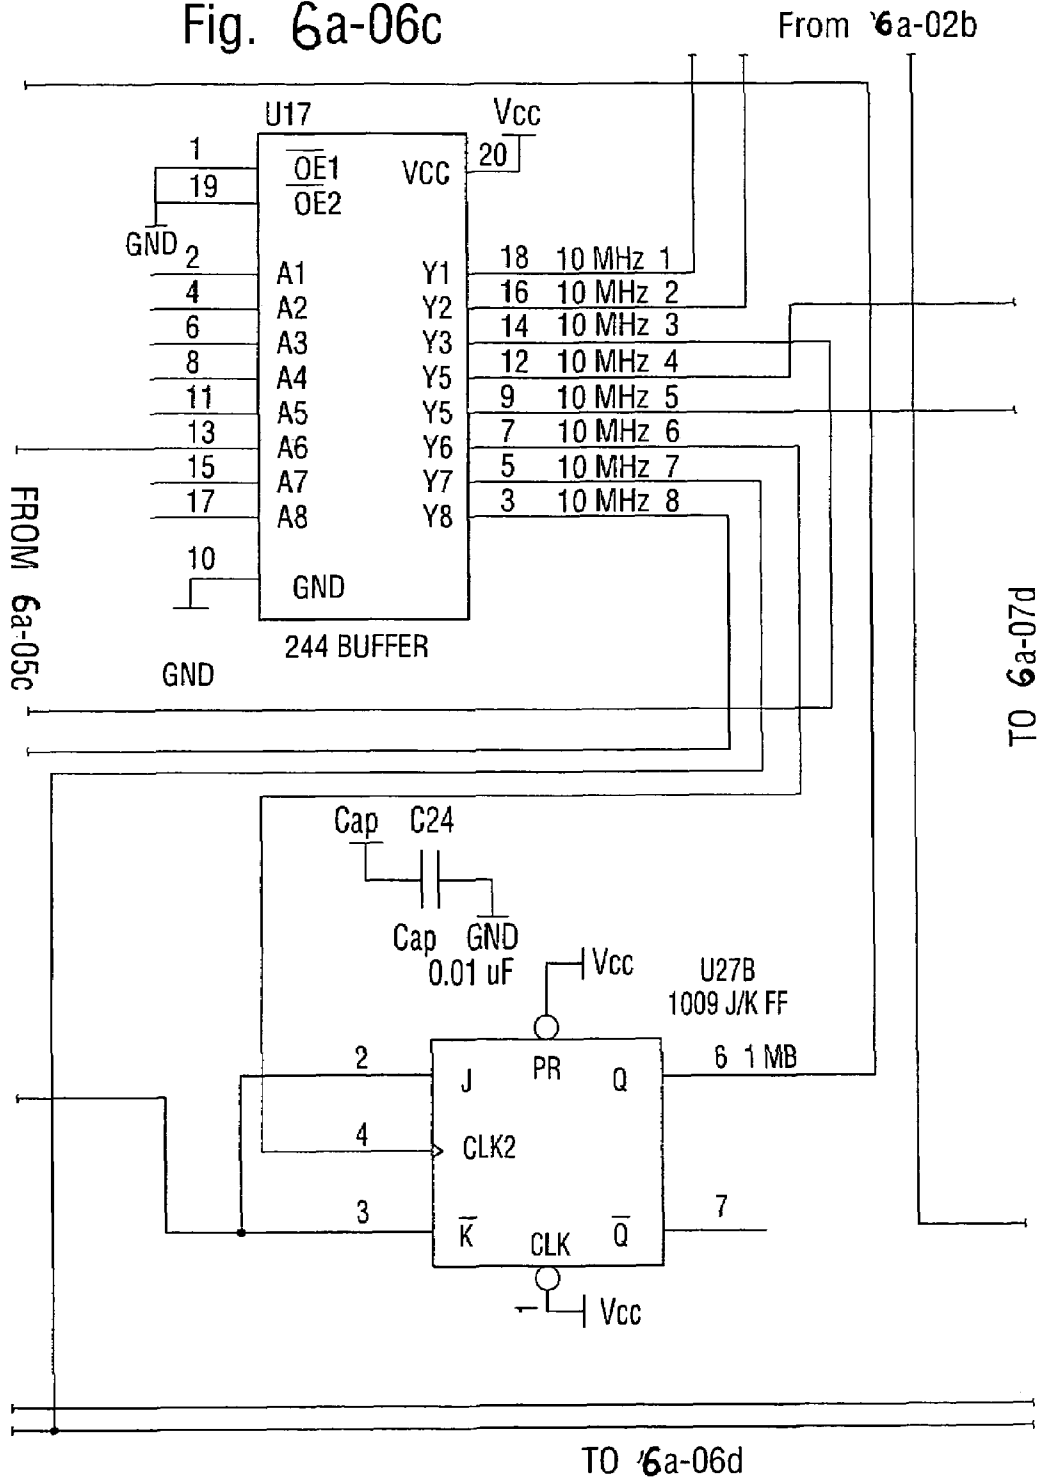 Fig. 6a-06c
From 6a-02b
U17
Vcc
1
OE1
VCC
20
19
OE2
GND
2 A1 Y1 18 10 MHz 1
4 A2 Y2 16 10 MHz 2
6 A3 Y3 14 10 MHz 3
8 A4 Y5 12 10 MHz 4
11 A5 Y5 9 10 MHz 5
13 A6 Y6 7 10 MHz 6
15 A7 Y7 5 10 MHz 7
17 A8 Y8 3 10 MHz 8
10
GND
244 BUFFER
GND
FROM 6a-05c
TO 6a-07d
Cap C24
Cap GND
0.01 uF
Vcc
U27B
1009 J/K FF
2 J PR Q 6 1 MB
4 CLK2
3 K CLK Q 7
1 Vcc
TO 6a-06d